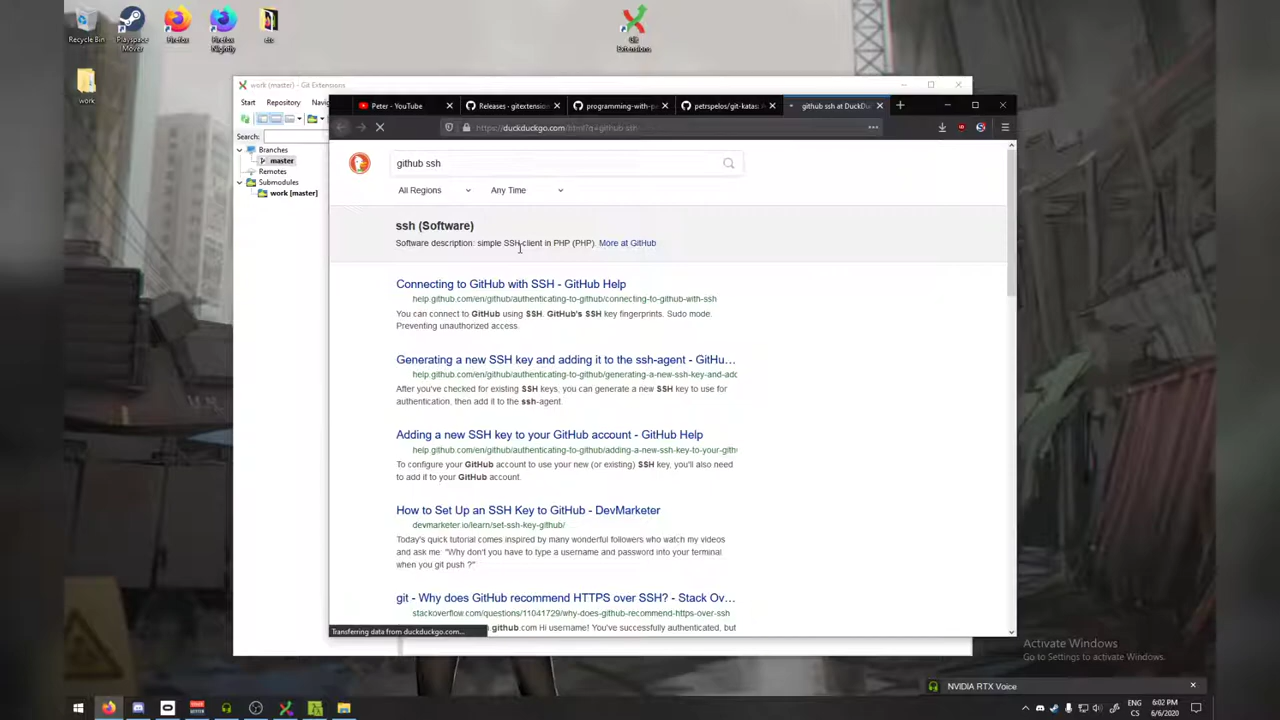 Recycle Bin
Playspace Mover
Firefox
Firefox Nightly
etc
Git Extensions
work
work (master) - Git Extensions
Start Repository Navig
Search:
Branches
master
Remotes
Submodules
work [master]
Peter - YouTube
Releases · gitextension
programming-with-pe
petrspelos/git-katas: A
github ssh at DuckDu
https://duckduckgo.com/html?q=github ssh
github ssh
All Regions
Any Time
ssh (Software)
Software description: simple SSH client in PHP (PHP). More at GitHub
Connecting to GitHub with SSH - GitHub Help
help.github.com/en/github/authenticating-to-github/connecting-to-github-with-ssh
You can connect to GitHub using SSH. GitHub's SSH key fingerprints. Sudo mode.
Preventing unauthorized access.
Generating a new SSH key and adding it to the ssh-agent - GitHu…
help.github.com/en/github/authenticating-to-github/generating-a-new-ssh-key-and-add
After you've checked for existing SSH keys, you can generate a new SSH key to use for
authentication, then add it to the ssh-agent.
Adding a new SSH key to your GitHub account - GitHub Help
help.github.com/en/github/authenticating-to-github/adding-a-new-ssh-key-to-your-gith
To configure your GitHub account to use your new (or existing) SSH key, you'll also need
to add it to your GitHub account.
How to Set Up an SSH Key to GitHub - DevMarketer
devmarketer.io/learn/set-ssh-key-github/
Today's quick tutorial comes inspired by many wonderful followers who watch my videos
and ask me: "Why don't you have to type a username and password into your terminal
when you git push ?"
git - Why does GitHub recommend HTTPS over SSH? - Stack Ov…
stackoverflow.com/questions/11041729/why-does-github-recommend-https-over-ssh
github.com Hi username! You've successfully authenticated, but
Transferring data from duckduckgo.com...
Activate Windows
Go to Settings to activate Windows.
NVIDIA RTX Voice
ENG
CS
6:02 PM
6/6/2020